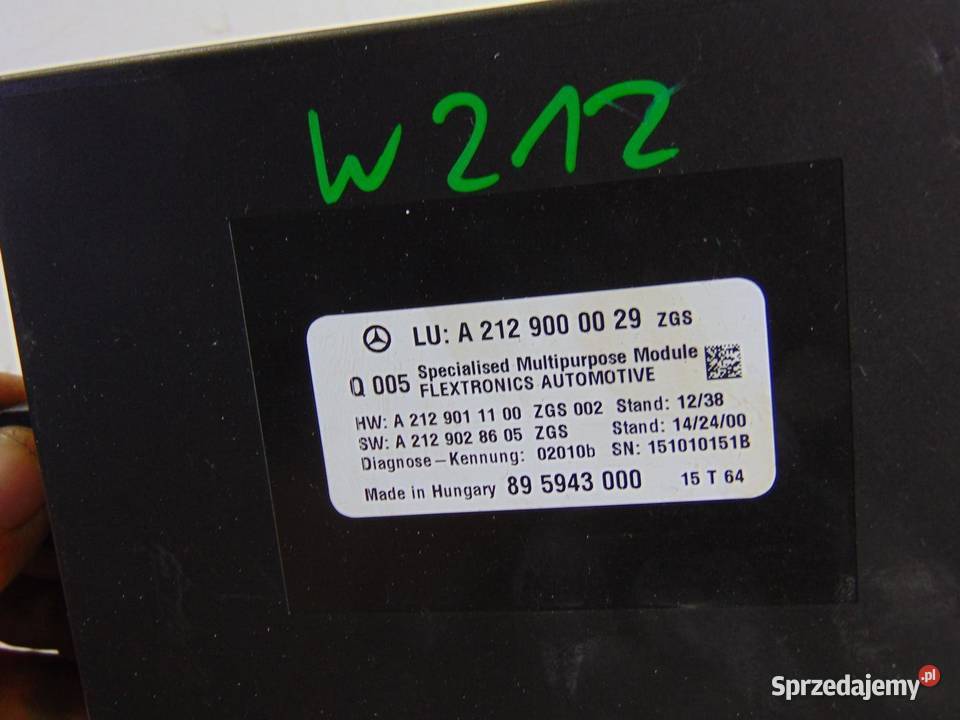 W212
LU: A 212 900 00 29 ZGS
Q 005 Specialised Multipurpose Module
FLEXTRONICS AUTOMOTIVE
HW: A 212 901 11 00 ZGS 002 Stand: 12/38
SW: A 212 902 86 05 ZGS Stand: 14/24/00
Diagnose-Kennung: 02010b SN: 151010151B
Made in Hungary 89 5943 000 15 T 64
Sprzedajemy.pl